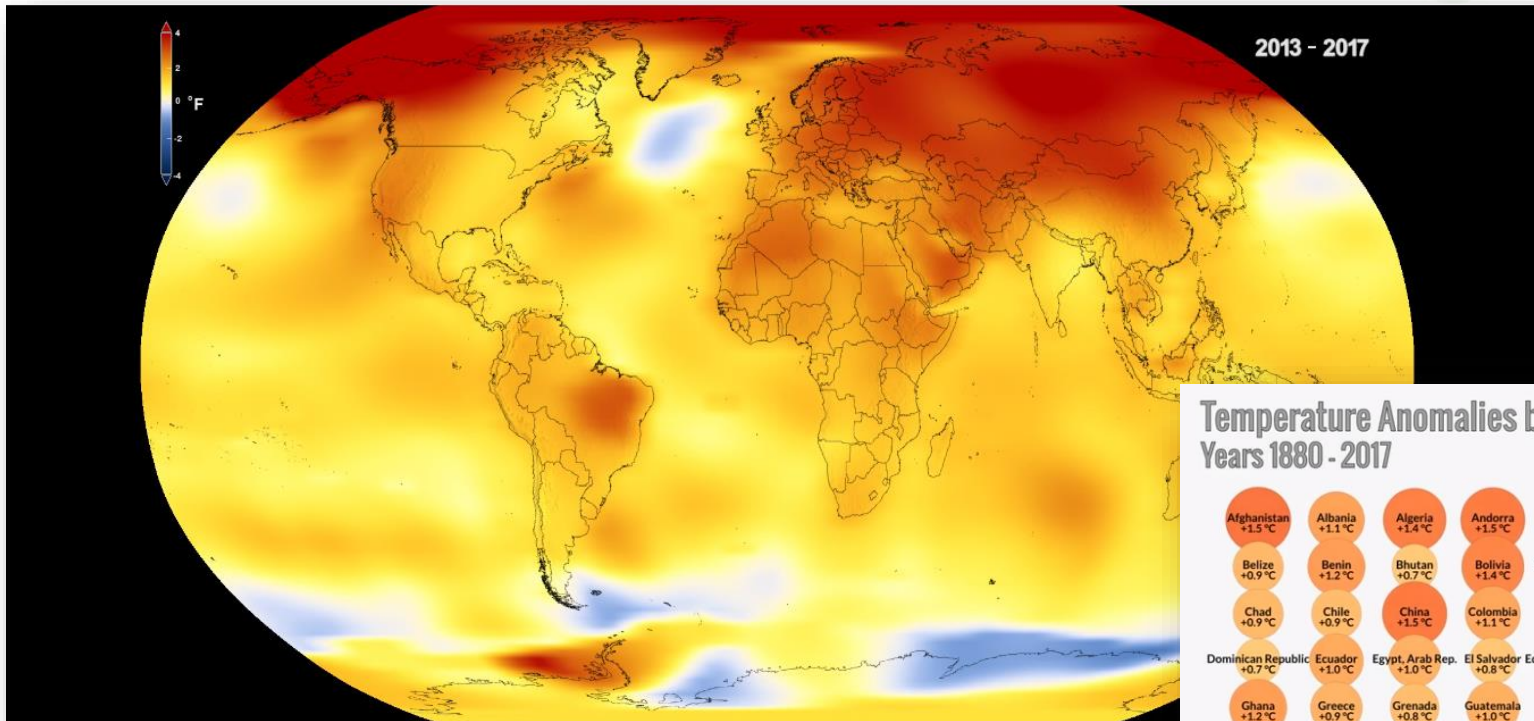 2013 - 2017
4
2
0 °F
-2
-4
Temperature Anomalies b
Years 1880 - 2017
Afghanistan +1.5 °C
Albania +1.1 °C
Algeria +1.4 °C
Andorra +1.5 °C
Belize +0.9 °C
Benin +1.2 °C
Bhutan +0.7 °C
Bolivia +1.4 °C
Chad +0.9 °C
Chile +0.9 °C
China +1.5 °C
Colombia +1.1 °C
Dominican Republic +0.7 °C
Ecuador +1.0 °C
Egypt, Arab Rep. +1.0 °C
El Salvador +0.8 °C
Ghana +1.2 °C
Greece +0.9 °C
Grenada +0.8 °C
Guatemala +1.0 °C